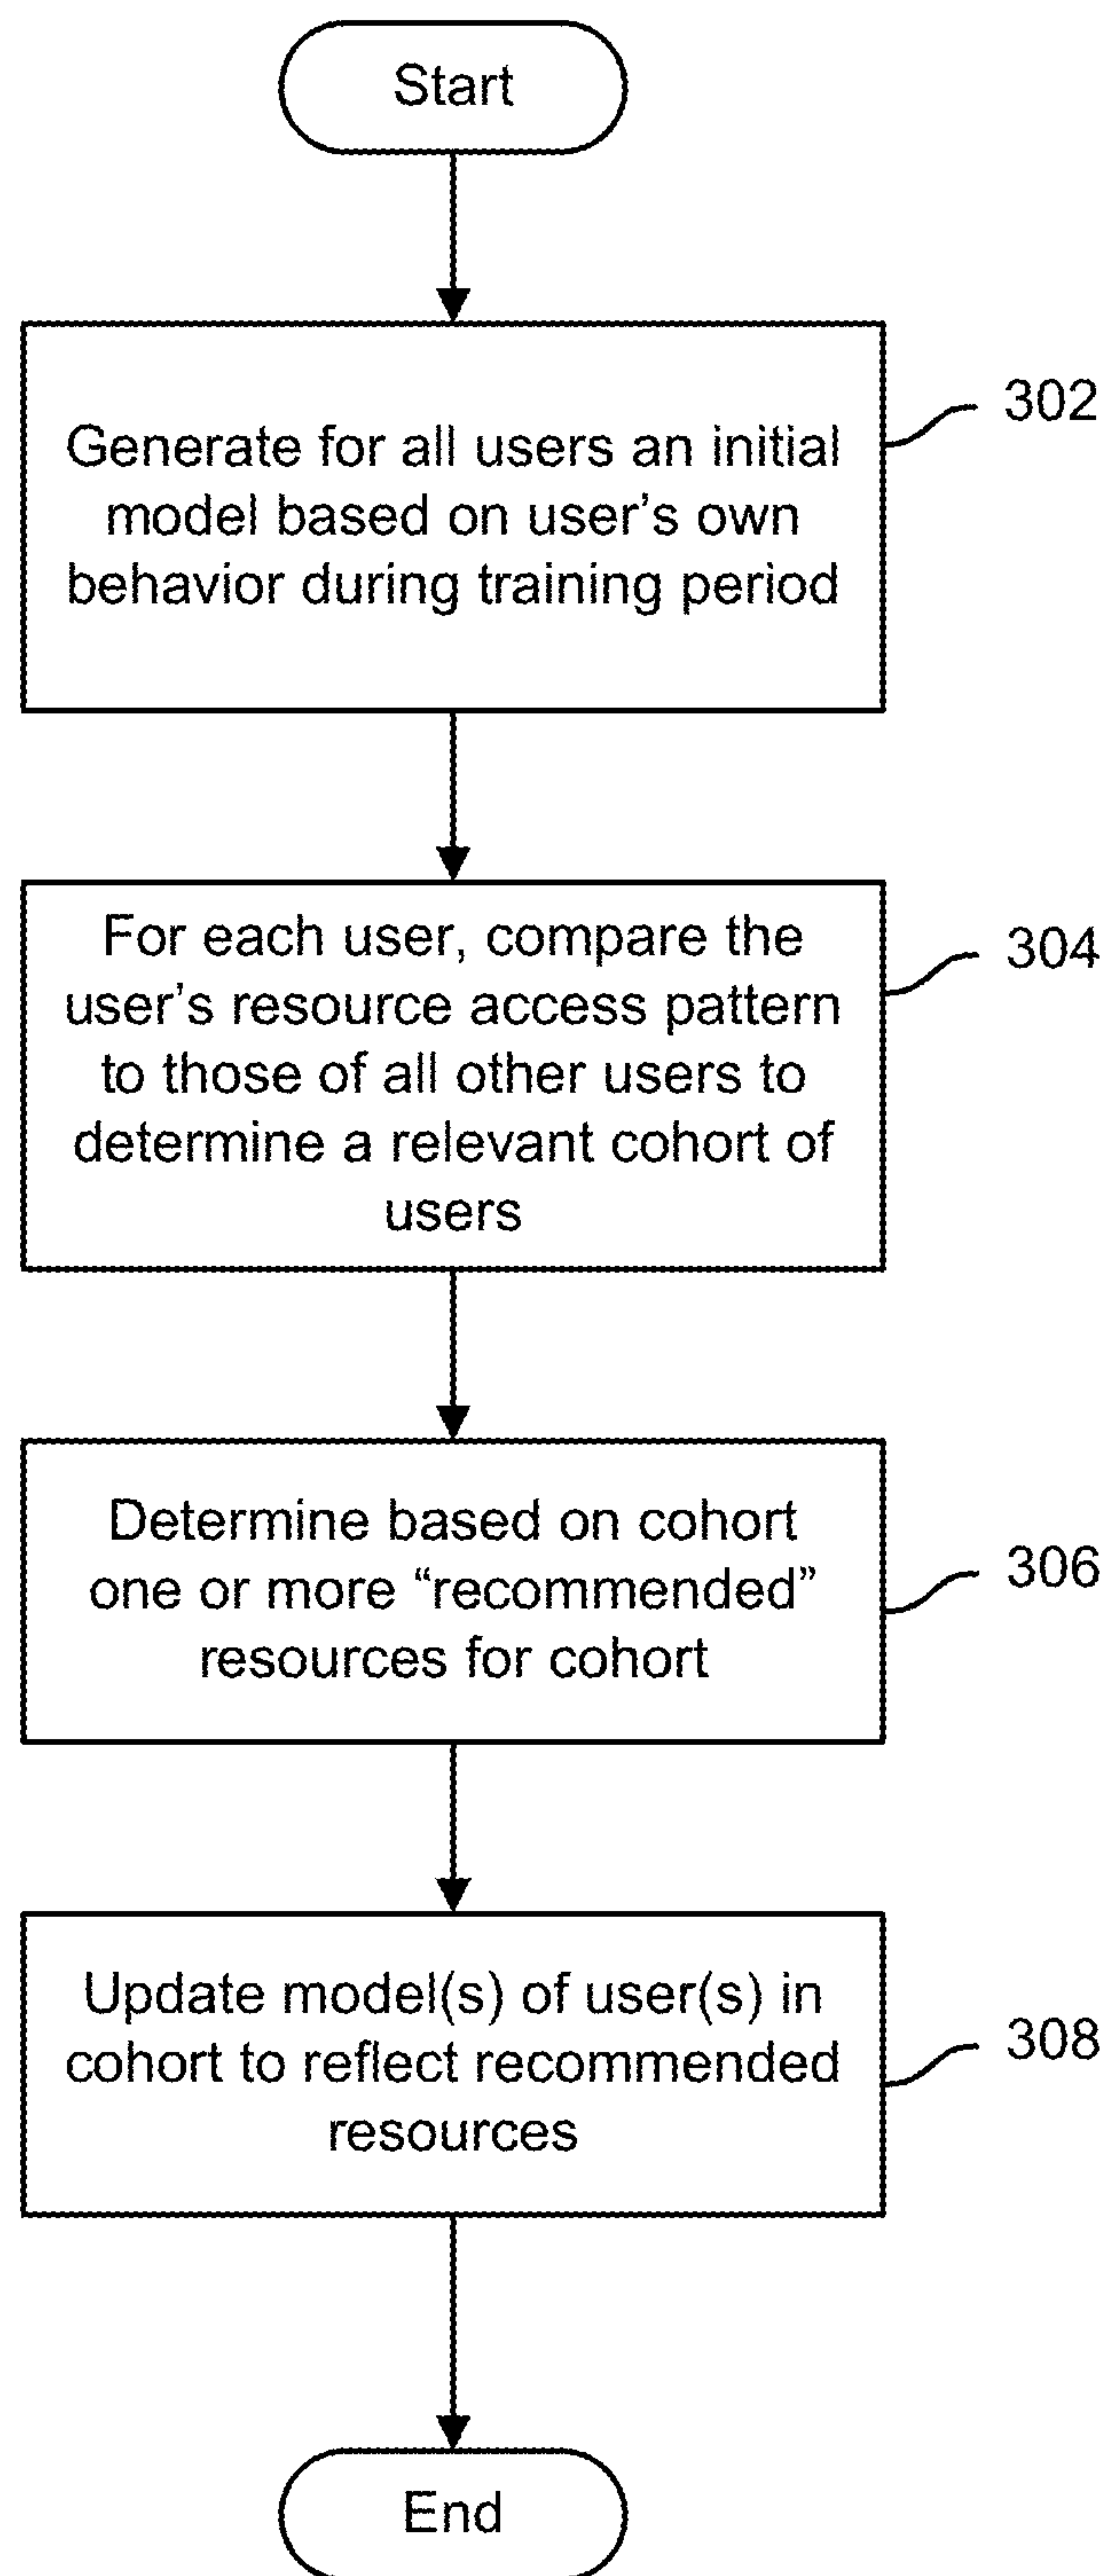 Start
Generate for all users an initial
model based on user's own
behavior during training period
302
For each user, compare the
user's resource access pattern
to those of all other users to
determine a relevant cohort of
users
304
Determine based on cohort
one or more “recommended”
resources for cohort
306
Update model(s) of user(s) in
cohort to reflect recommended
resources
308
End